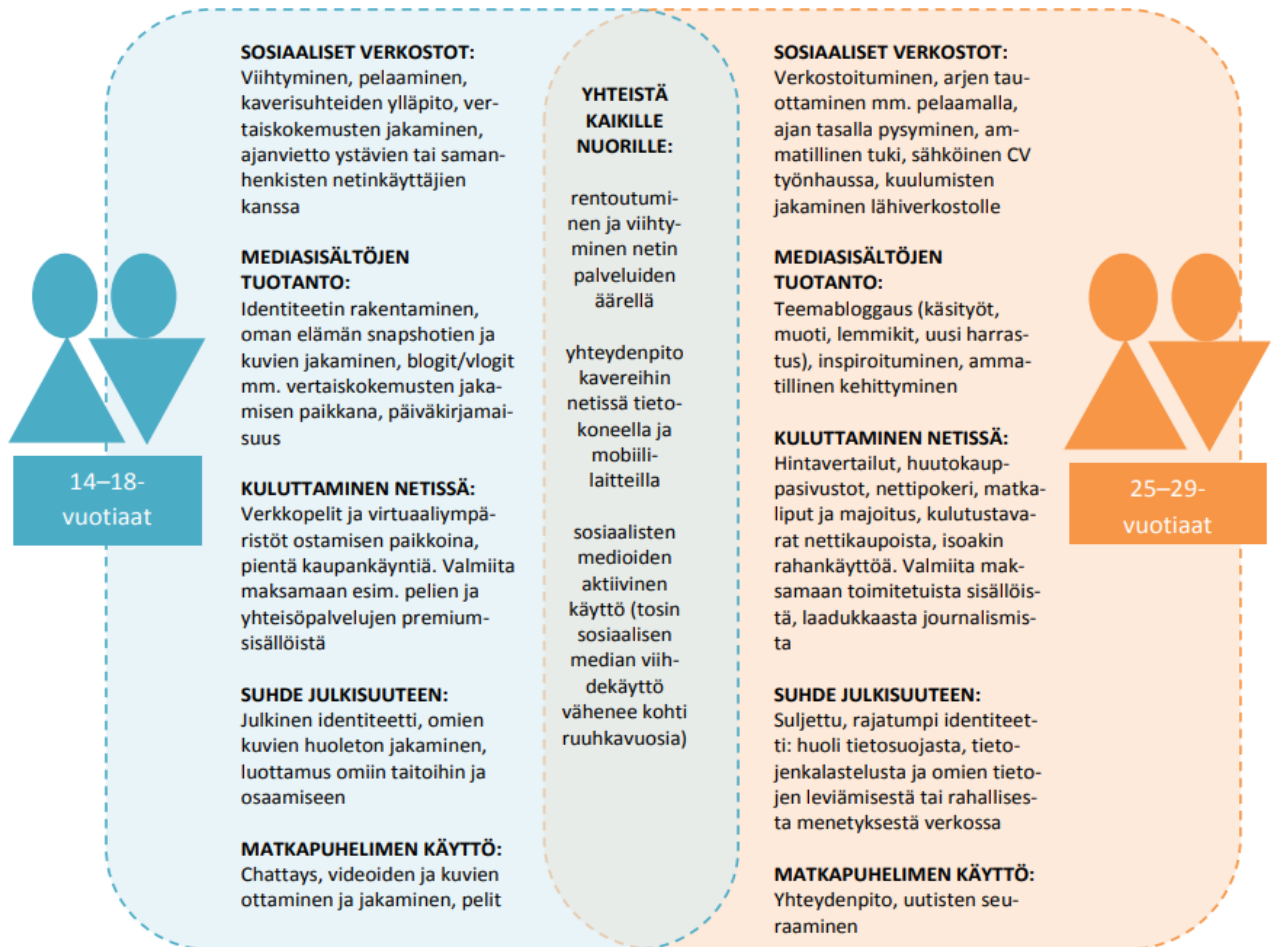 SOSIAALISET VERKOSTOT:
Viihtyminen, pelaaminen,
kaverisuhteiden ylläpito, ver-
taiskokemusten jakaminen,
ajanvietto ystävien tai saman-
henkisten netinkäyttäjien
kanssa
MEDIASISÄLTÖJEN
TUOTANTO:
Identiteetin rakentaminen,
oman elämän snapshotien ja
kuvien jakaminen, blogit/vlogit
mm. vertaiskokemusten jaka-
misen paikkana, päiväkirjamai-
suus
14–18-
vuotiaat
KULUTTAMINEN NETISSÄ:
Verkkopelit ja virtuaaliympä-
ristöt ostamisen paikkoina,
pientä kaupankäyntiä. Valmiita
maksamaan esim. pelien ja
yhteisöpalvelujen premium-
sisällöistä
SUHDE JULKISUUTEEN:
Julkinen identiteetti, omien
kuvien huoleton jakaminen,
luottamus omiin taitoihin ja
osaamiseen
MATKAPUHELIMEN KÄYTTÖ:
Chattays, videoiden ja kuvien
ottaminen ja jakaminen, pelit
YHTEISTÄ
KAIKILLE
NUORILLE:
rentoutumi-
nen ja viihty-
minen netin
palveluiden
äärellä
yhteydenpito
kavereihin
netissä tieto-
koneella ja
mobiili-
laitteilla
sosiaalisten
medioiden
aktiivinen
käyttö (tosin
sosiaalisen
median viih-
dekäyttö
vähenee kohti
ruuhkavuosia)
SOSIAALISET VERKOSTOT:
Verkostoituminen, arjen tau-
ottaminen mm. pelaamalla,
ajan tasalla pysyminen, am-
matillinen tuki, sähköinen CV
työnhaussa, kuulumisten
jakaminen lähiverkostolle
MEDIASISÄLTÖJEN
TUOTANTO:
Teemabloggaus (käsityöt,
muoti, lemmikit, uusi harras-
tus), inspiroituminen, amma-
tillinen kehittyminen
KULUTTAMINEN NETISSÄ:
Hintavertailut, huutokaup-
pasivustot, nettipokeri, matka-
liput ja majoitus, kulutustava-
rat nettikaupoista, isoakin
rahankäyttöä. Valmiita mak-
samaan toimitetuista sisällöis-
tä, laadukkaasta journalismis-
ta
25–29-
vuotiaat
SUHDE JULKISUUTEEN:
Suljettu, rajatumpi identiteet-
ti: huoli tietosuojasta, tieto-
jenkalastelusta ja omien tieto-
jen leviämisestä tai rahallises-
ta menetyksestä verkossa
MATKAPUHELIMEN KÄYTTÖ:
Yhteydenpito, uutisten seu-
raaminen